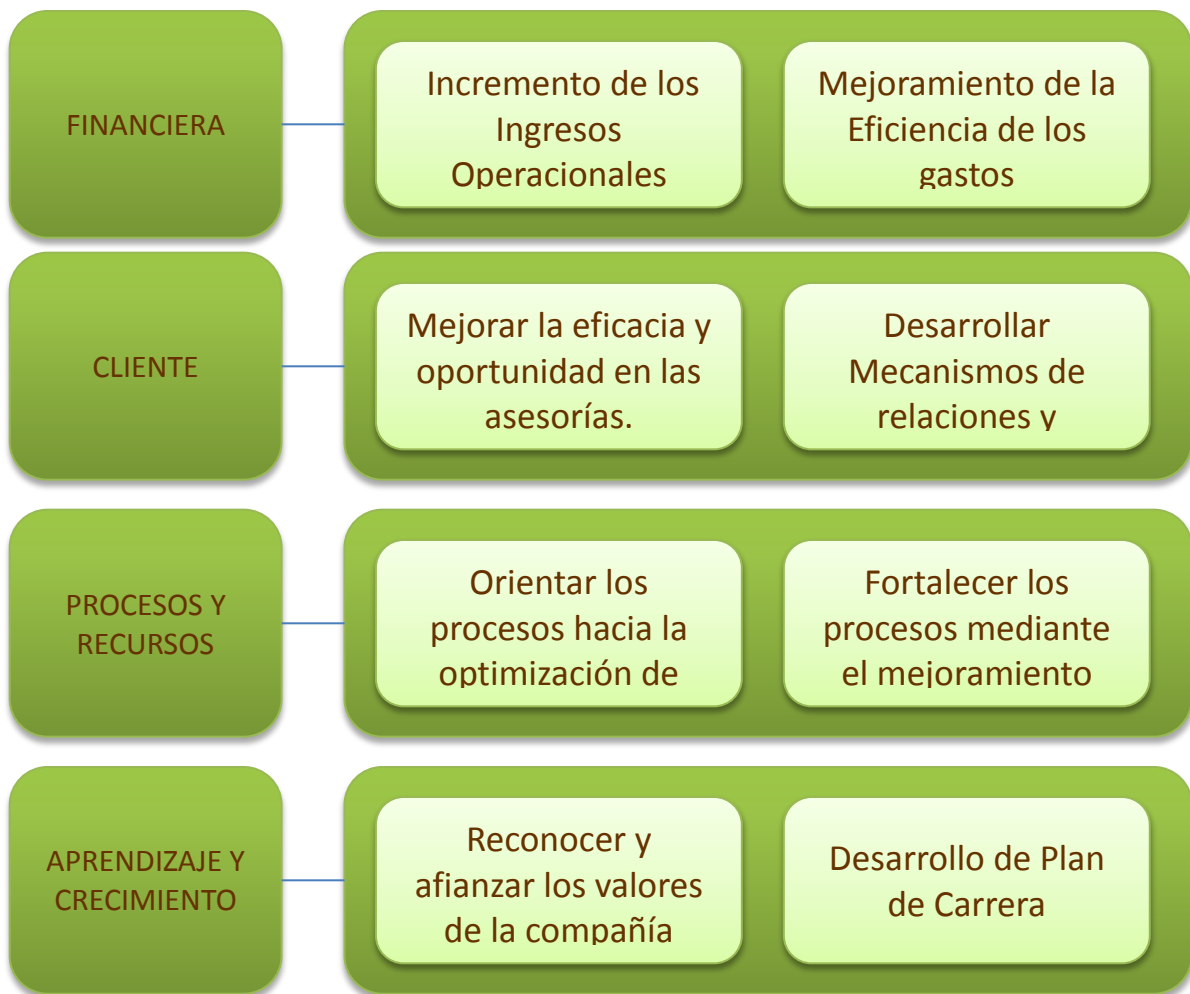 FINANCIERA
Incremento de los
Ingresos
Operacionales
Mejoramiento de la
Eficiencia de los
gastos
CLIENTE
Mejorar la eficacia y
oportunidad en las
asesorías.
Desarrollar
Mecanismos de
relaciones y
PROCESOS Y
RECURSOS
Orientar los
procesos hacia la
optimización de
Fortalecer los
procesos mediante
el mejoramiento
APRENDIZAJE Y
CRECIMIENTO
Reconocer y
afianzar los valores
de la compañía
Desarrollo de Plan
de Carrera